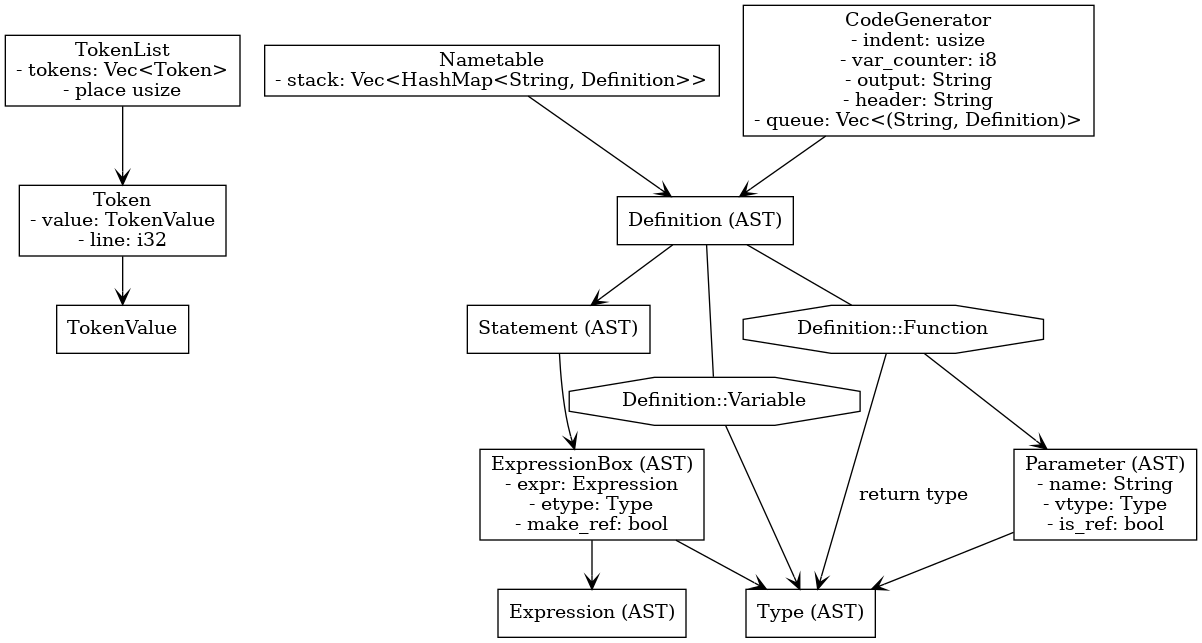 TokenList
- tokens: Vec<Token>
- place usize
Nametable
- stack: Vec<HashMap<String, Definition>>
CodeGenerator
- indent: usize
- var_counter: i8
- output: String
- header: String
- queue: Vec<(String, Definition)>
Token
- value: TokenValue
- line: i32
Definition (AST)
TokenValue
Statement (AST)
Definition::Function
Definition::Variable
ExpressionBox (AST)
- expr: Expression
- etype: Type
- make_ref: bool
return type
Parameter (AST)
- name: String
- vtype: Type
- is_ref: bool
Expression (AST)
Type (AST)